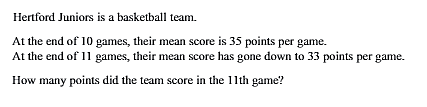 Hertford Juniors is a basketball team.
At the end of 10 games, their mean score is 35 points per game.
At the end of 11 games, their mean score has gone down to 33 points per game.
How many points did the team score in the 11th game?